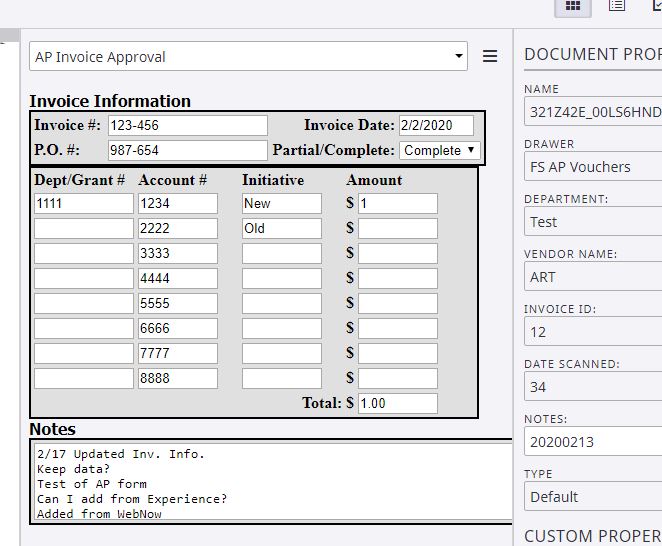 AP Invoice Approval
Invoice Information
Invoice #: 123-456 Invoice Date: 2/2/2020
P.O. #: 987-654 Partial/Complete: Complete
Dept/Grant # Account # Initiative Amount
1111 1234 New $ 1
2222 Old $
3333 $
4444 $
5555 $
6666 $
7777 $
8888 $
Total: $ 1.00
Notes
2/17 Updated Inv. Info.
Keep data?
Test of AP form
Can I add from Experience?
Added from WebNow
DOCUMENT PROP
NAME
321Z42E_00LS6HND
DRAWER
FS AP Vouchers
DEPARTMENT:
Test
VENDOR NAME:
ART
INVOICE ID:
12
DATE SCANNED:
34
NOTES:
20200213
TYPE
Default
CUSTOM PROPER